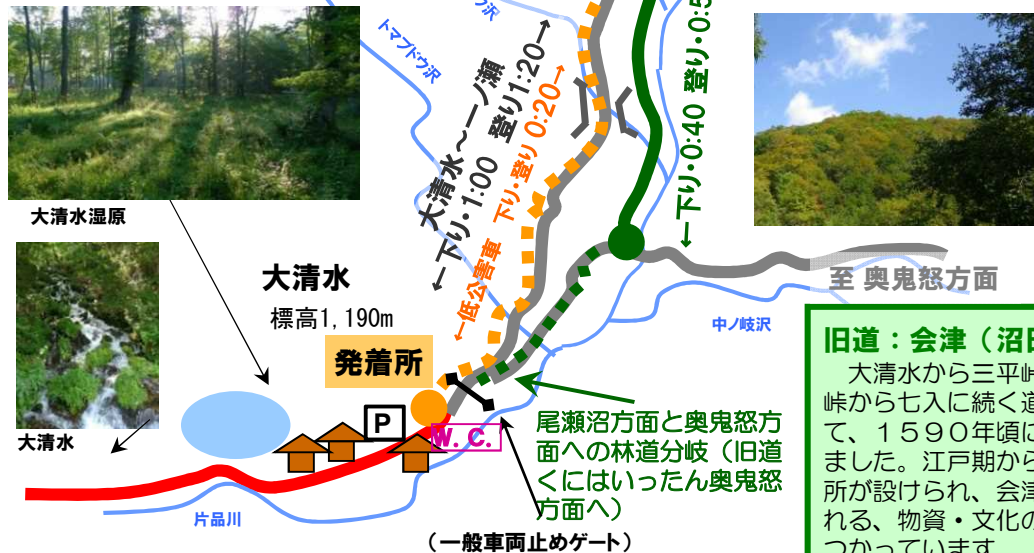 ウ沢
トマブドウ沢
大清水～一ノ瀬
←下り・1:00 登り1:20→
←低公害車 下り・登り 0:20→
←下り・0:40 登り・0:5
大清水湿原
大清水
標高1,190m
発着所
P
W.C.
大清水
片品川
至 奥鬼怒方面
中ノ岐沢
尾瀬沼方面と奥鬼怒方
面への林道分岐（旧道
くにはいったん奥鬼怒
方面へ）
（一般車両止めゲート）
旧道：会津（沼田
大清水から三平峠
峠から七入に続く道
て、１５９０年頃に
ました。江戸期から
所が設けられ、会津
れる、物資・文化の
つかっています